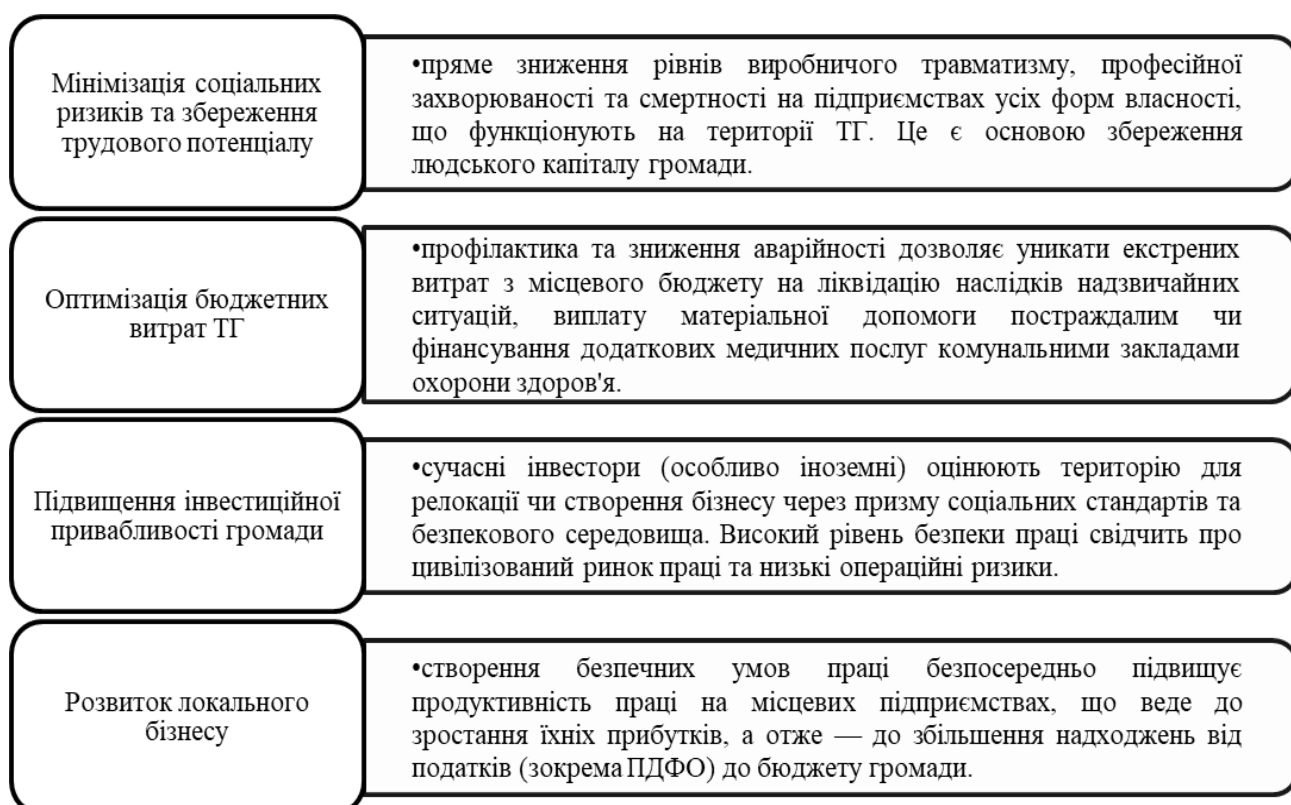 Мінімізація соціальних
ризиків та збереження
трудового потенціалу
•пряме зниження рівнів виробничого травматизму, професійної
захворюваності та смертності на підприємствах усіх форм власності,
що функціонують на території ТГ. Це є основою збереження
людського капіталу громади.
Оптимізація бюджетних
витрат ТГ
•профілактика та зниження аварійності дозволяє уникати екстрених
витрат з місцевого бюджету на ліквідацію наслідків надзвичайних
ситуацій, виплату матеріальної допомоги постраждалим чи
фінансування додаткових медичних послуг комунальними закладами
охорони здоров'я.
Підвищення інвестиційної
привабливості громади
•сучасні інвестори (особливо іноземні) оцінюють територію для
релокації чи створення бізнесу через призму соціальних стандартів та
безпекового середовища. Високий рівень безпеки праці свідчить про
цивілізований ринок праці та низькі операційні ризики.
Розвиток локального
бізнесу
•створення безпечних умов праці безпосередньо підвищує
продуктивність праці на місцевих підприємствах, що веде до
зростання їхніх прибутків, а отже — до збільшення надходжень від
податків (зокрема ПДФО) до бюджету громади.